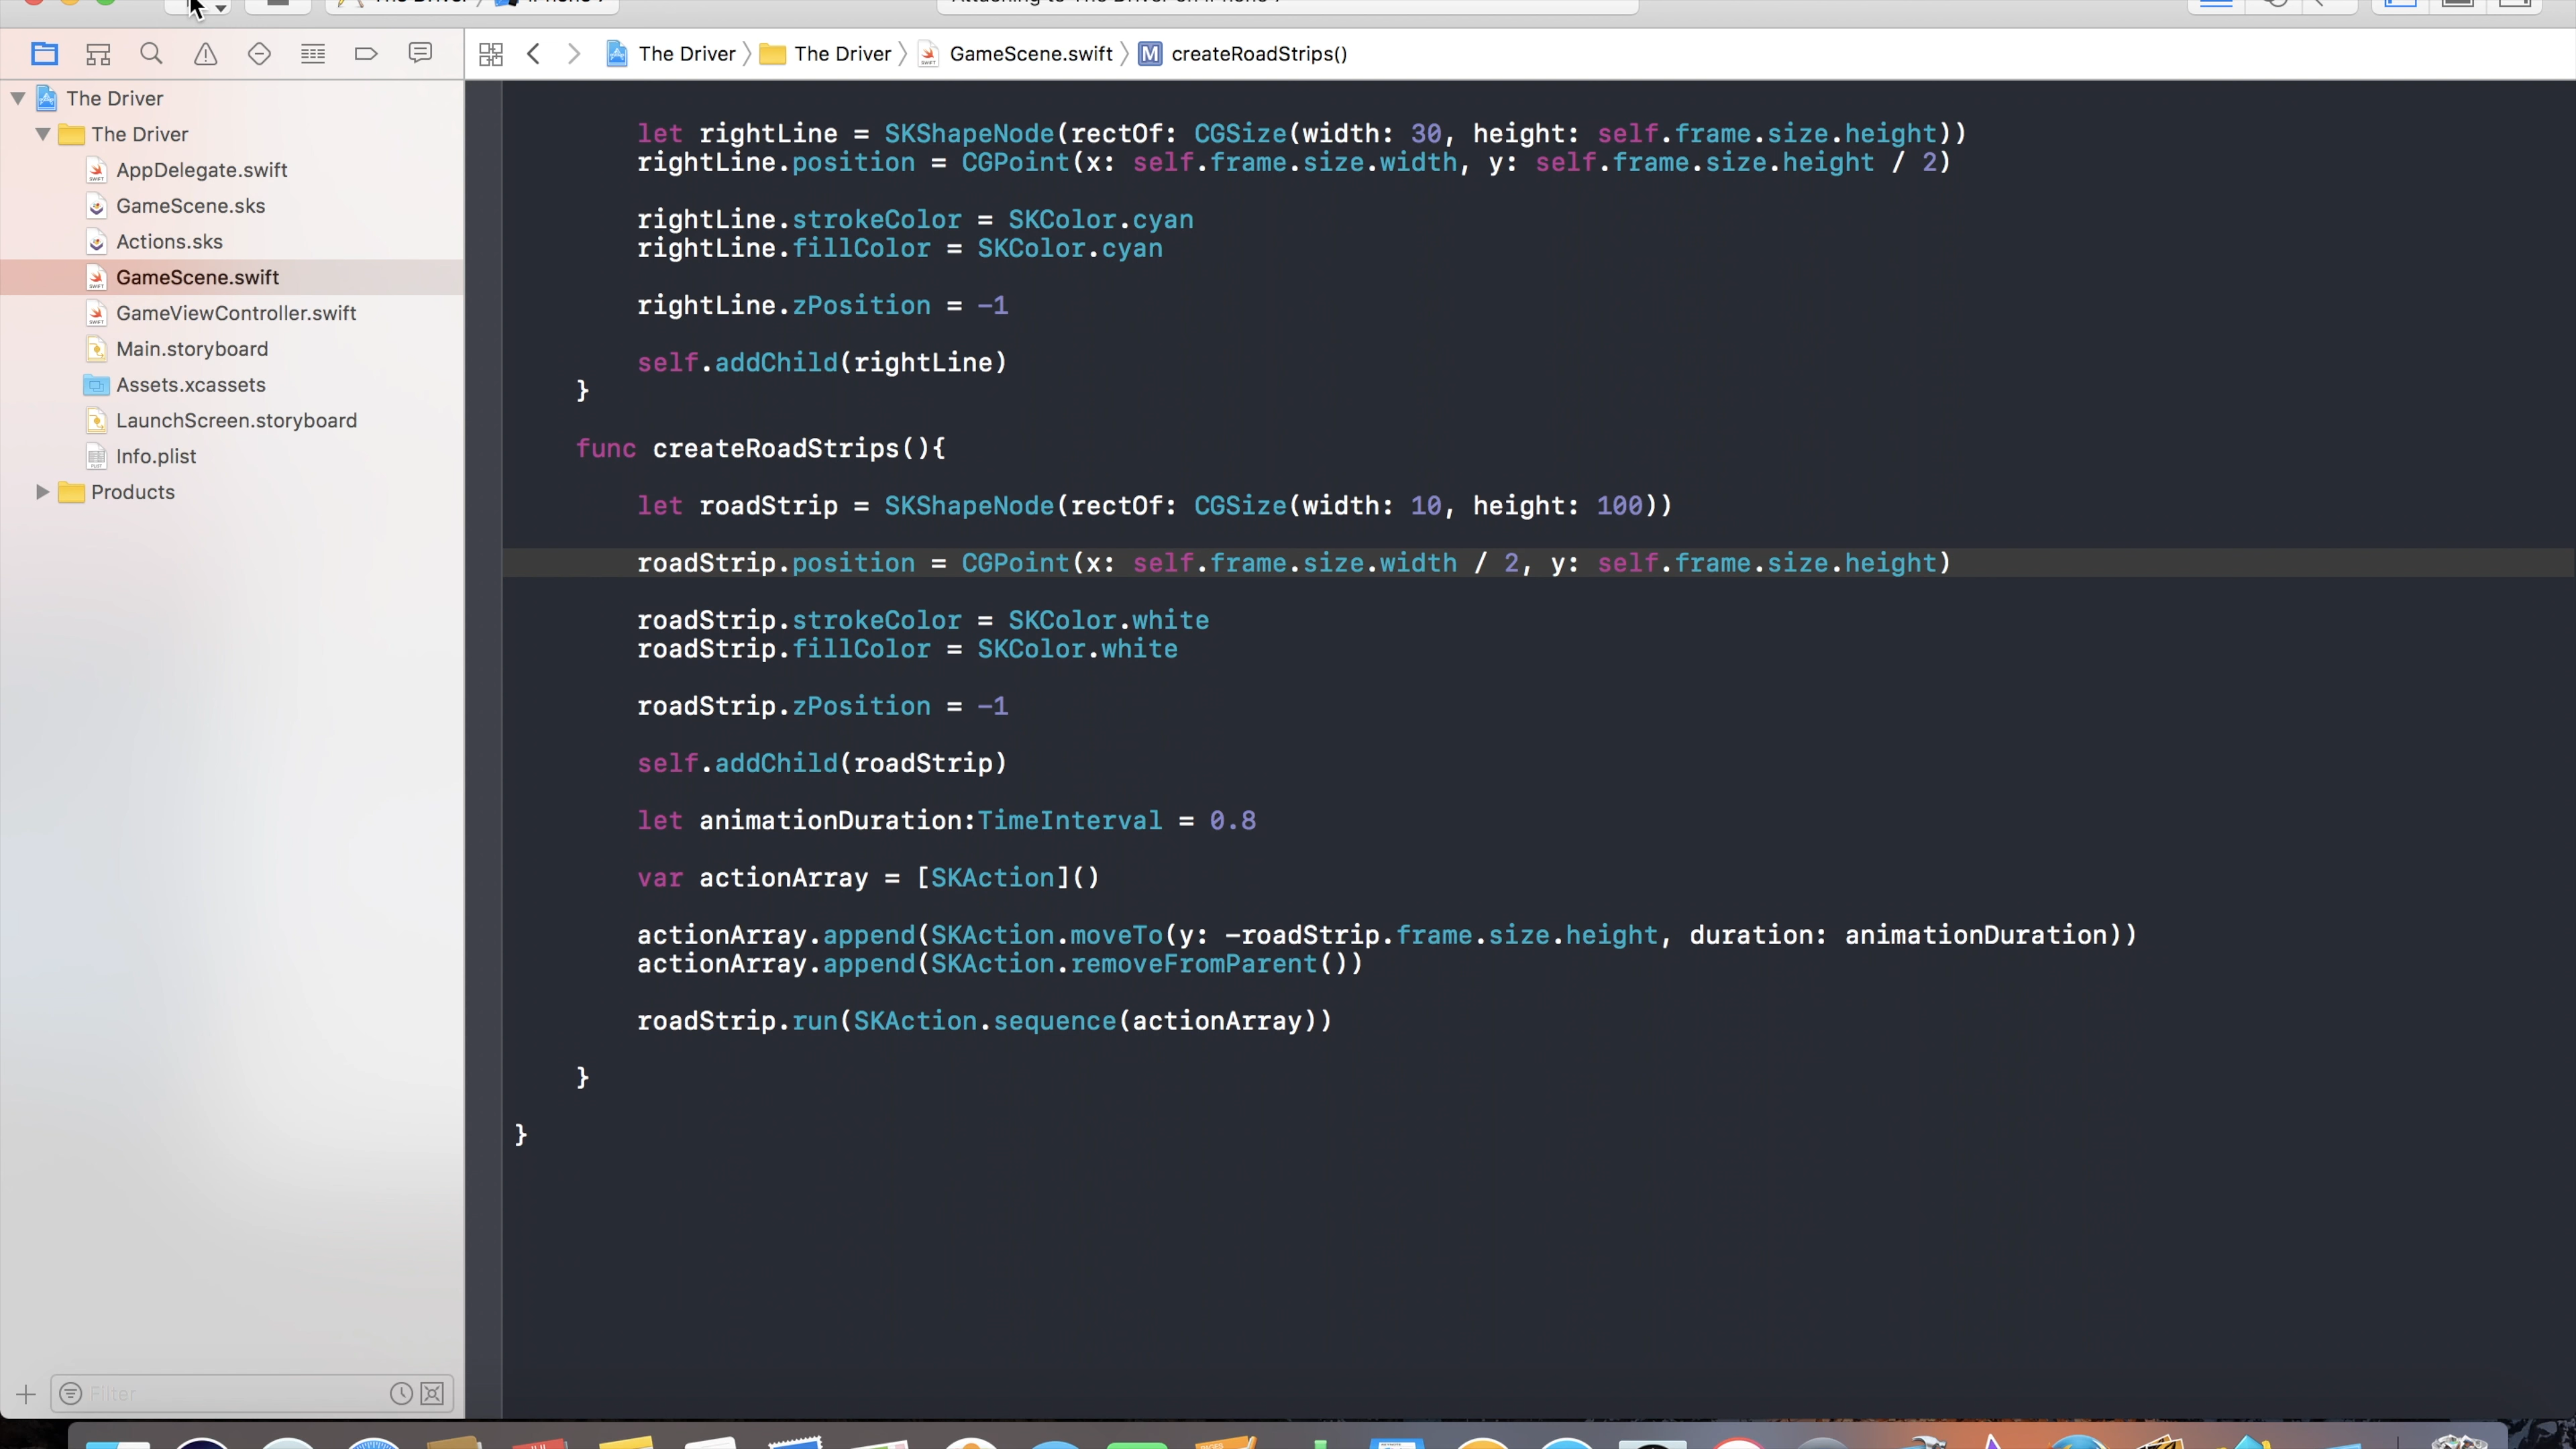 The Driver
The Driver
The Driver
GameScene.swift
createRoadStrips()
The Driver
The Driver
AppDelegate.swift
GameScene.sks
Actions.sks
GameScene.swift
GameViewController.swift
Main.storyboard
Assets.xcassets
LaunchScreen.storyboard
Info.plist
Products
let rightLine = SKShapeNode(rectOf: CGSize(width: 30, height: self.frame.size.height))
rightLine.position = CGPoint(x: self.frame.size.width, y: self.frame.size.height / 2)
rightLine.strokeColor = SKColor.cyan
rightLine.fillColor = SKColor.cyan
rightLine.zPosition = -1
self.addChild(rightLine)
}
func createRoadStrips(){
let roadStrip = SKShapeNode(rectOf: CGSize(width: 10, height: 100))
roadStrip.position = CGPoint(x: self.frame.size.width / 2, y: self.frame.size.height)
roadStrip.strokeColor = SKColor.white
roadStrip.fillColor = SKColor.white
roadStrip.zPosition = -1
self.addChild(roadStrip)
let animationDuration:TimeInterval = 0.8
var actionArray = [SKAction]()
actionArray.append(SKAction.moveTo(y: -roadStrip.frame.size.height, duration: animationDuration))
actionArray.append(SKAction.removeFromParent())
roadStrip.run(SKAction.sequence(actionArray))
}
}
Filter